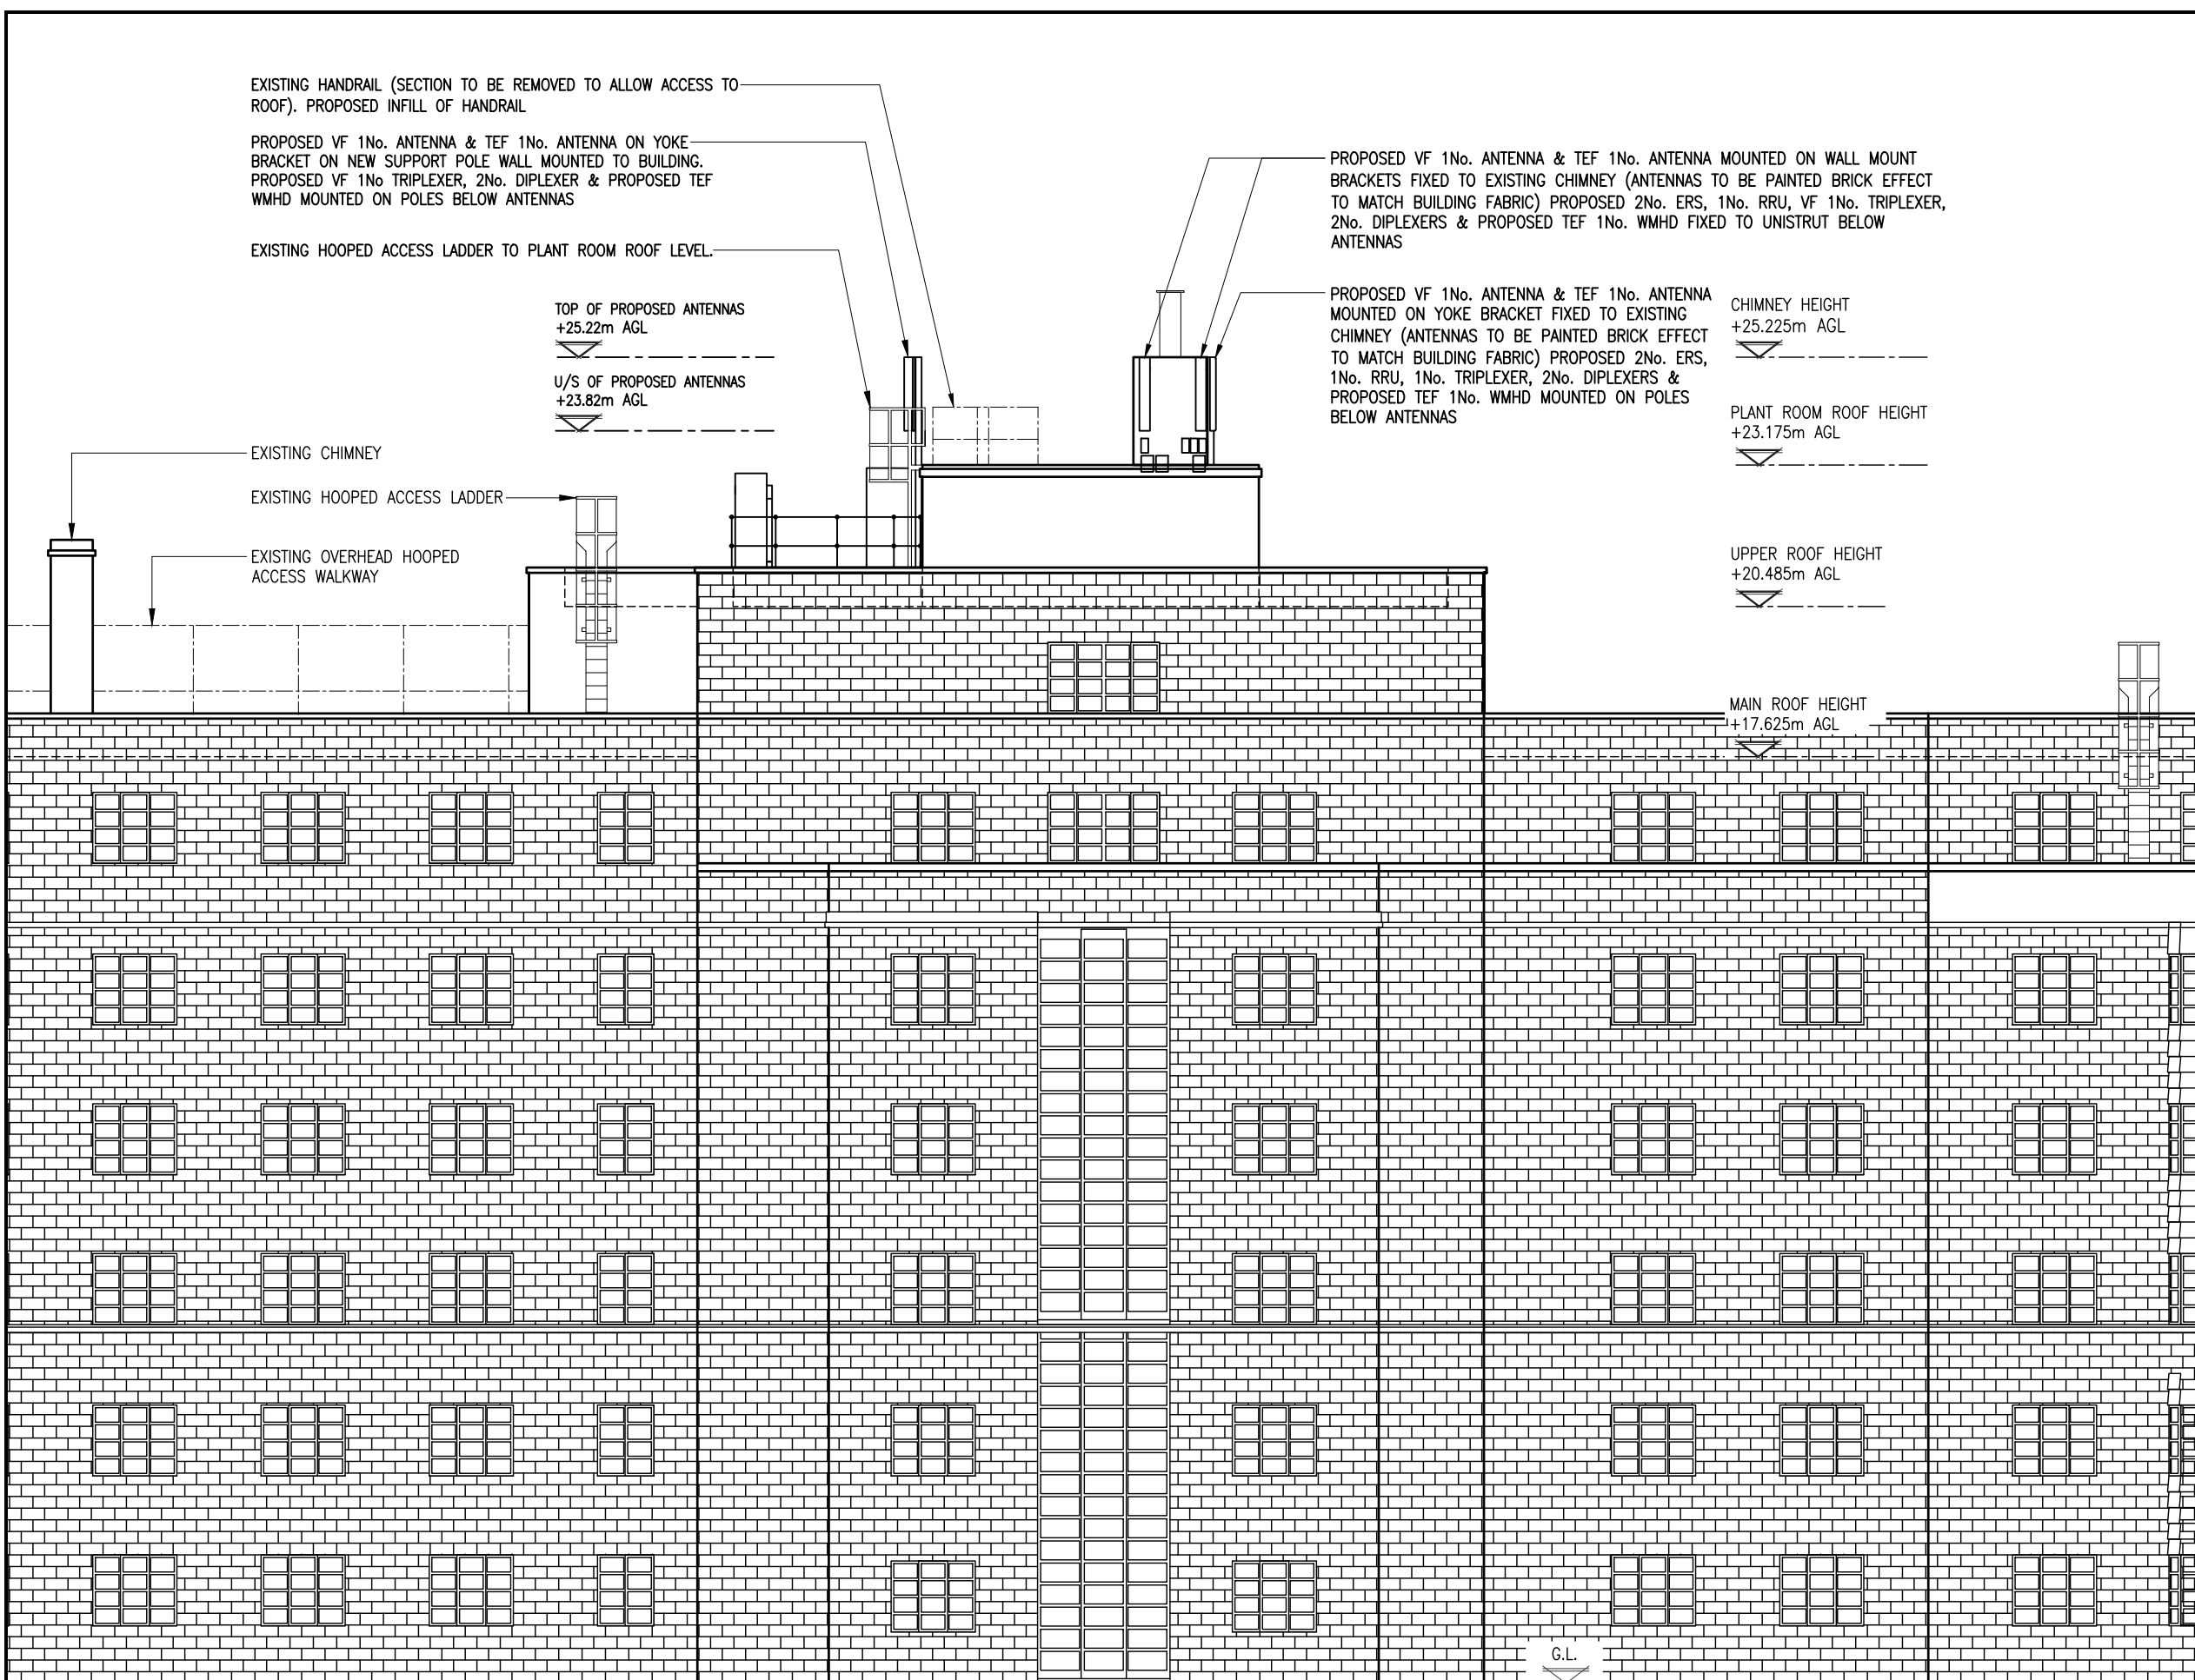 EXISTING HANDRAIL (SECTION TO BE REMOVED TO ALLOW ACCESS TO
ROOF). PROPOSED INFILL OF HANDRAIL
PROPOSED VF 1No. ANTENNA & TEF 1No. ANTENNA ON YOKE
BRACKET ON NEW SUPPORT POLE WALL MOUNTED TO BUILDING.
PROPOSED VF 1No TRIPLEXER, 2No. DIPLEXER & PROPOSED TEF
WMHD MOUNTED ON POLES BELOW ANTENNAS
EXISTING HOOPED ACCESS LADDER TO PLANT ROOM ROOF LEVEL.
TOP OF PROPOSED ANTENNAS
+25.22m AGL
U/S OF PROPOSED ANTENNAS
+23.82m AGL
EXISTING CHIMNEY
EXISTING HOOPED ACCESS LADDER
EXISTING OVERHEAD HOOPED
ACCESS WALKWAY
PROPOSED VF 1No. ANTENNA & TEF 1No. ANTENNA MOUNTED ON WALL MOUNT
BRACKETS FIXED TO EXISTING CHIMNEY (ANTENNAS TO BE PAINTED BRICK EFFECT
TO MATCH BUILDING FABRIC) PROPOSED 2No. ERS, 1No. RRU, VF 1No. TRIPLEXER,
2No. DIPLEXERS & PROPOSED TEF 1No. WMHD FIXED TO UNISTRUT BELOW
ANTENNAS
PROPOSED VF 1No. ANTENNA & TEF 1No. ANTENNA
MOUNTED ON YOKE BRACKET FIXED TO EXISTING
CHIMNEY (ANTENNAS TO BE PAINTED BRICK EFFECT
TO MATCH BUILDING FABRIC) PROPOSED 2No. ERS,
1No. RRU, 1No. TRIPLEXER, 2No. DIPLEXERS &
PROPOSED TEF 1No. WMHD MOUNTED ON POLES
BELOW ANTENNAS
CHIMNEY HEIGHT
+25.225m AGL
PLANT ROOM ROOF HEIGHT
+23.175m AGL
UPPER ROOF HEIGHT
+20.485m AGL
MAIN ROOF HEIGHT
+17.625m AGL
G.L.